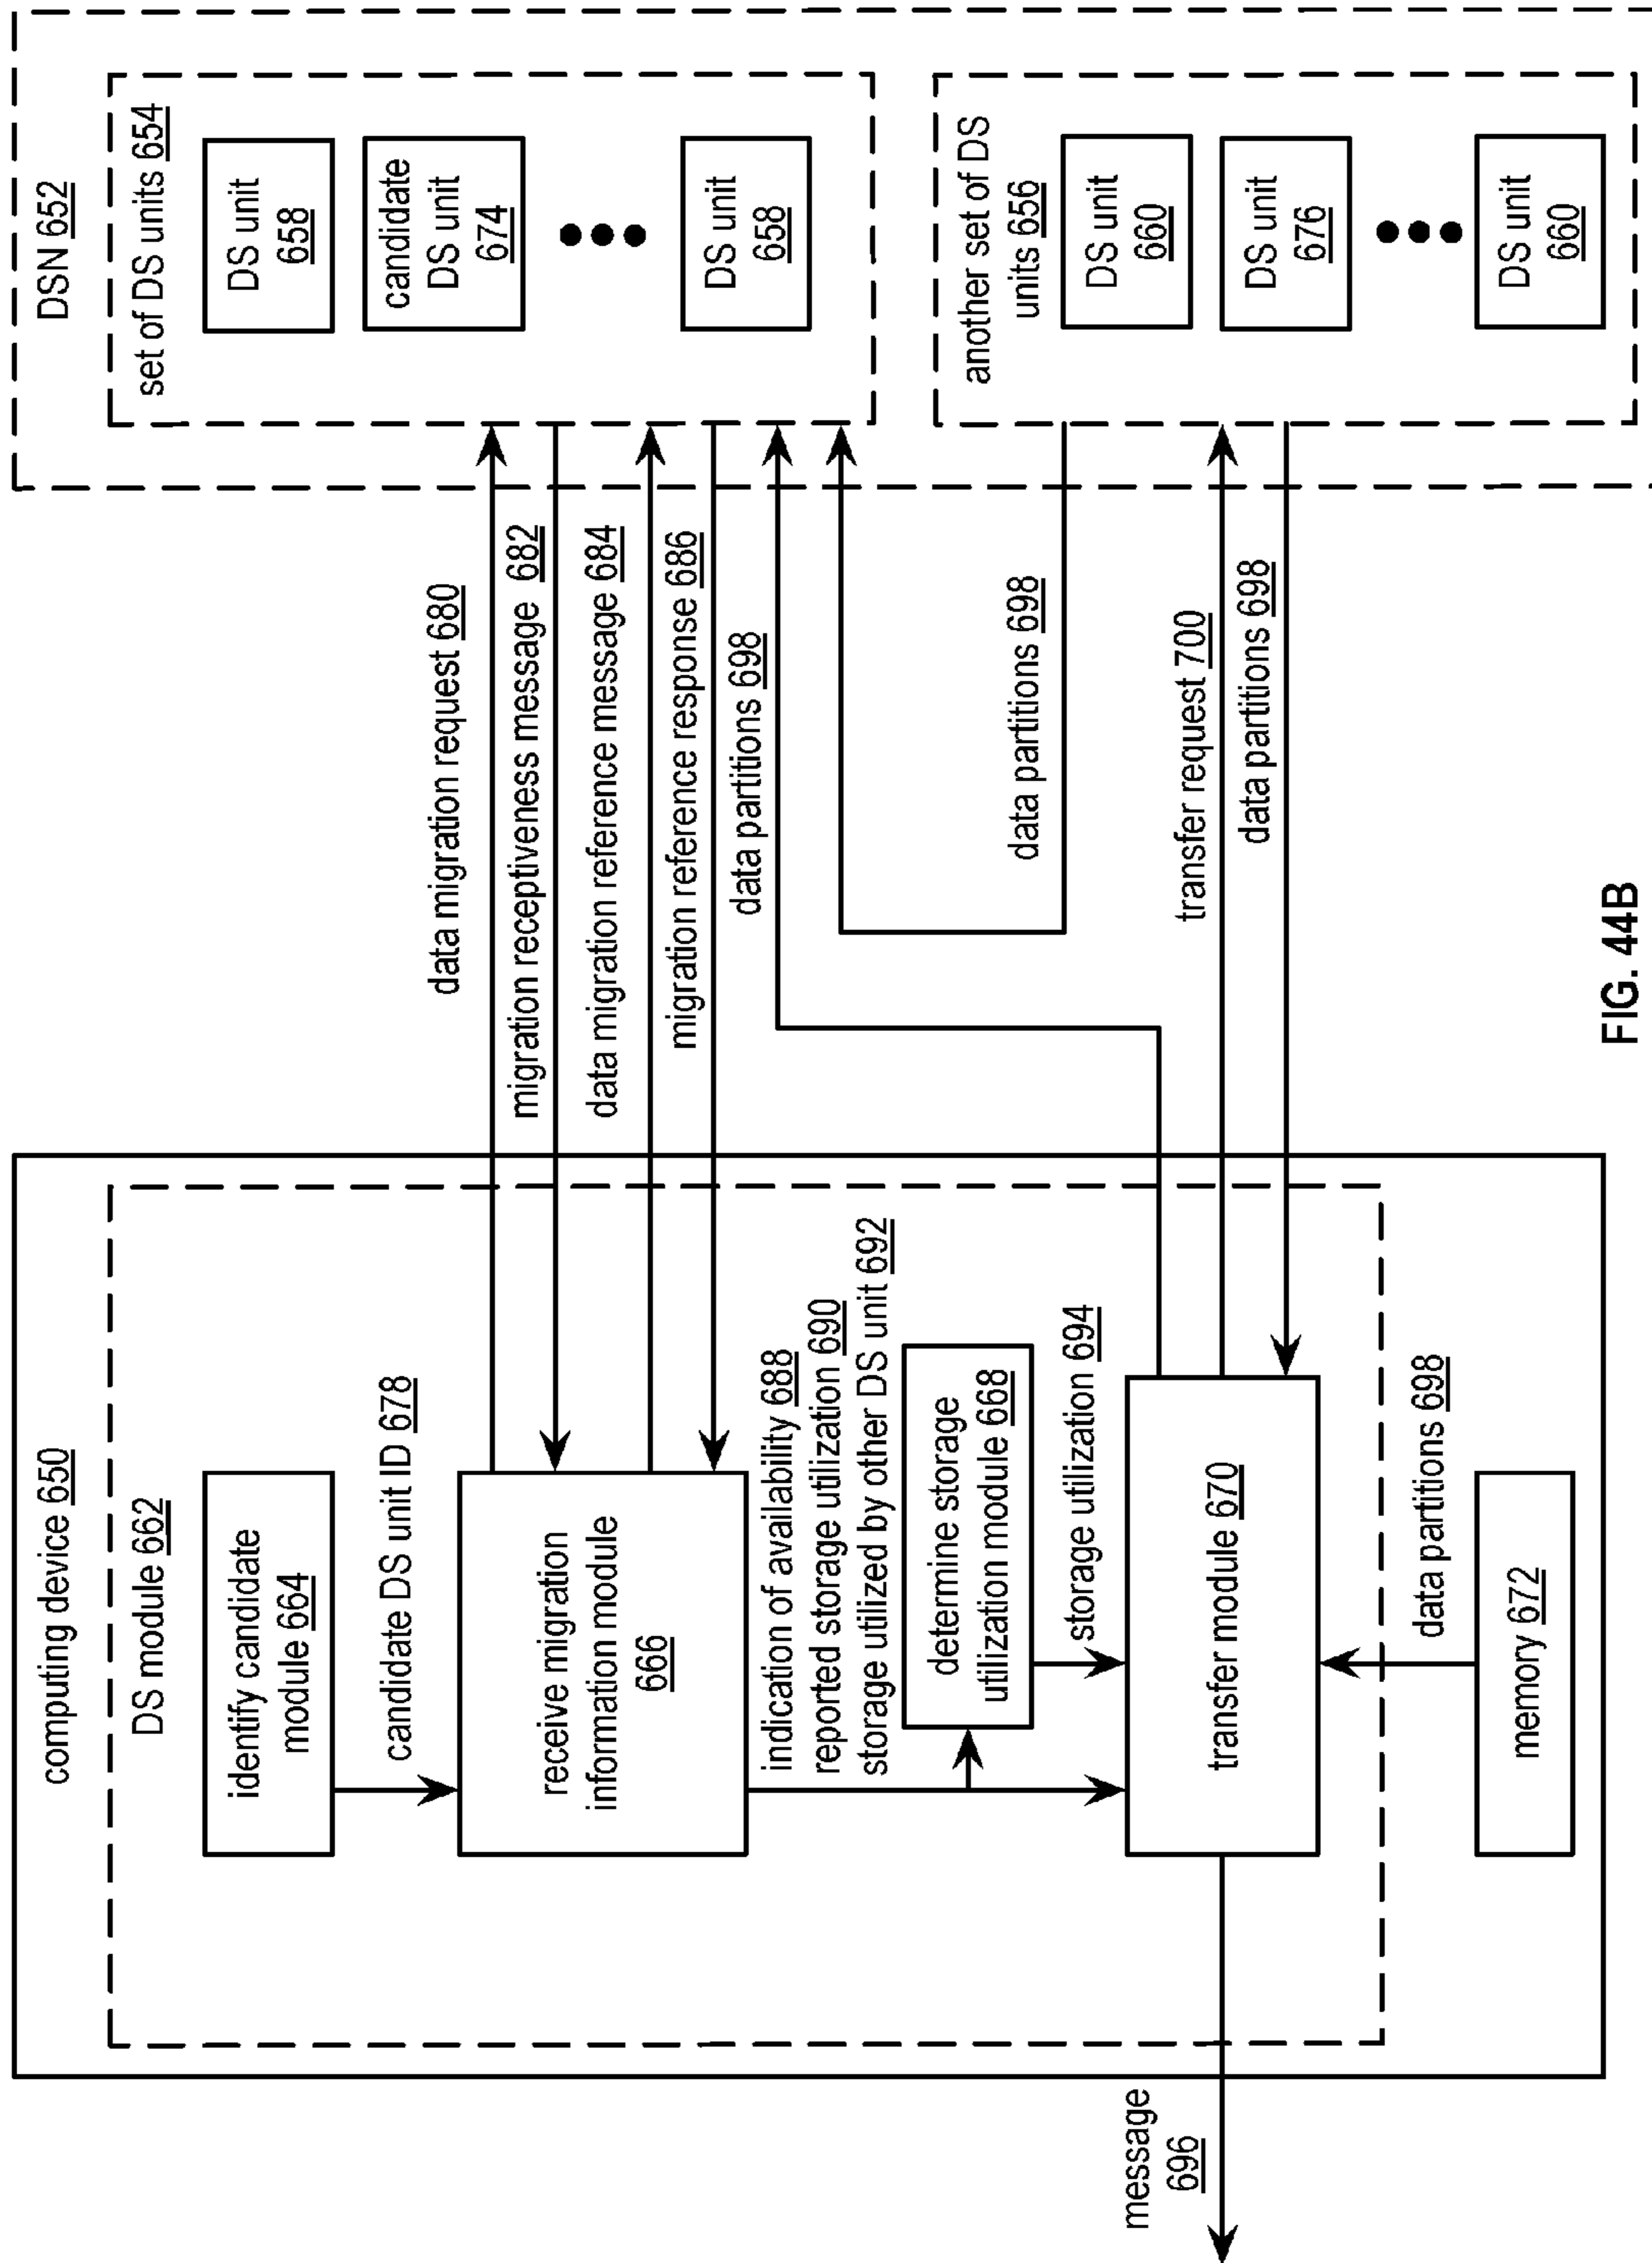 computing device 650
DS module 662
identify candidate
module 664
candidate DS unit ID 678
receive migration
information module
666
indication of availability 688
reported storage utilization 690
storage utilized by other DS unit 692
determine storage
utilization module 668
storage utilization 694
transfer module 670
data partitions 698
memory 672
message
696
data migration request 680
migration receptiveness message 682
data migration reference message 684
migration reference response 686
data partitions 698
data partitions 698
transfer request 700
data partitions 698
DSN 652
set of DS units 654
DS unit
658
candidate
DS unit
674
DS unit
658
another set of DS
units 656
DS unit
660
DS unit
676
DS unit
660
FIG. 44B